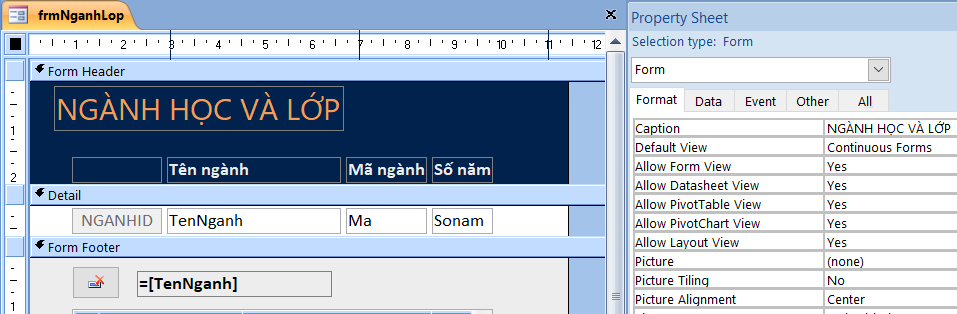 frmNganhLop
1 2 3 4 5 6 7 8 9 10 11 12
Form Header
NGÀNH HỌC VÀ LỚP
Tên ngành Mã ngành Số năm
1
2
Detail
NGANHID TenNganh Ma Sonam
Form Footer
=[TenNganh]
1
Property Sheet
Selection type: Form
Form
Format Data Event Other All
Caption NGÀNH HỌC VÀ LỚP
Default View Continuous Forms
Allow Form View Yes
Allow Datasheet View Yes
Allow PivotTable View Yes
Allow PivotChart View Yes
Allow Layout View Yes
Picture (none)
Picture Tiling No
Picture Alignment Center